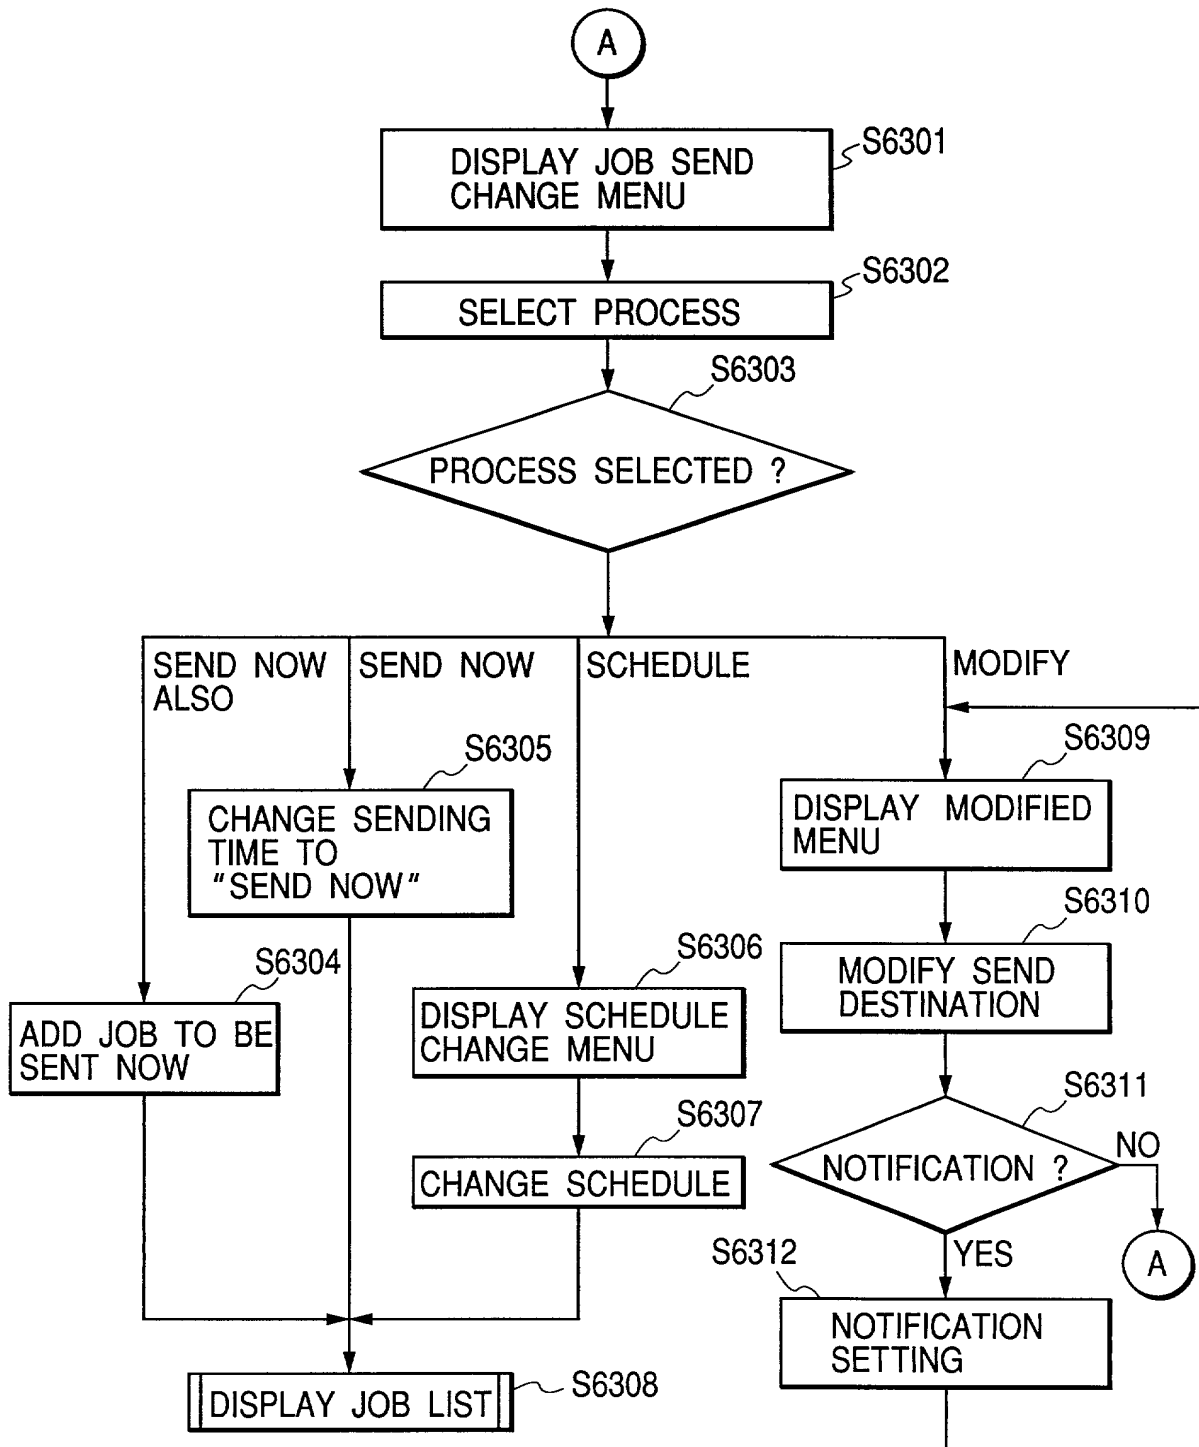 A
S6301
DISPLAY JOB SEND
CHANGE MENU
S6302
SELECT PROCESS
S6303
PROCESS SELECTED ?
SEND NOW
ALSO
SEND NOW
SCHEDULE
MODIFY
S6305
CHANGE SENDING
TIME TO
"SEND NOW"
S6304
ADD JOB TO BE
SENT NOW
S6306
DISPLAY SCHEDULE
CHANGE MENU
S6307
CHANGE SCHEDULE
S6308
DISPLAY JOB LIST
S6309
DISPLAY MODIFIED
MENU
S6310
MODIFY SEND
DESTINATION
S6311
NOTIFICATION ?
NO
A
YES
S6312
NOTIFICATION
SETTING